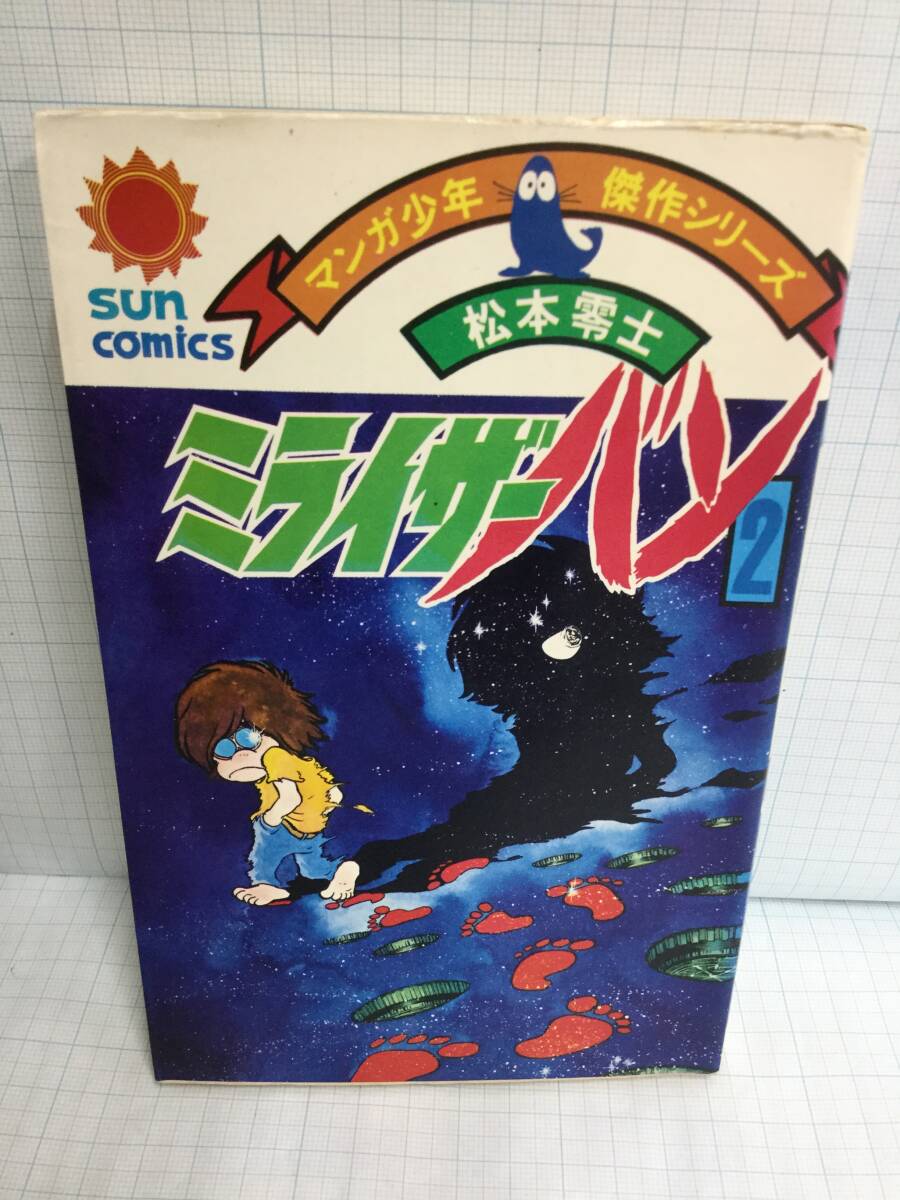 sun
comics
マンガ少年 傑作シリーズ
松本零士
ミライザーバン
2